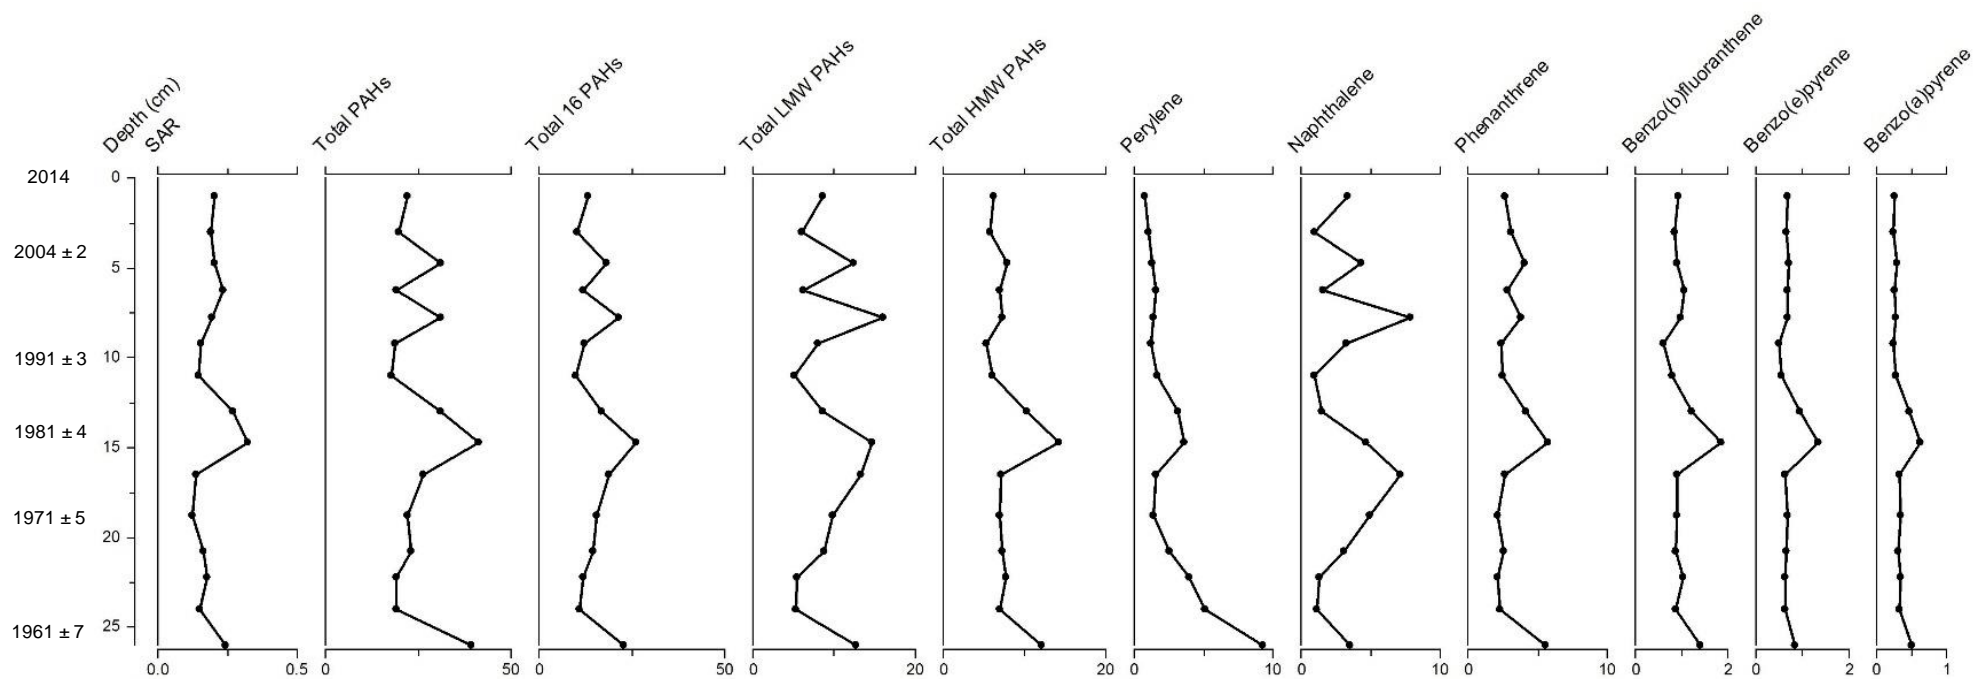 Depth (cm)
SAR
Total PAHs
Total 16 PAHs
Total LMW PAHs
Total HMW PAHs
Perylene
Naphthalene
Phenanthrene
Benzo(b)fluoranthene
Benzo(e)pyrene
Benzo(a)pyrene
2014
0
2004 ± 2
5
1991 ± 3
10
1981 ± 4
15
1971 ± 5
20
1961 ± 7
25
0.0 0.5 0 50 0 50 0 20 0 20 0 10 0 10 0 10 0 2 0 2 0 1